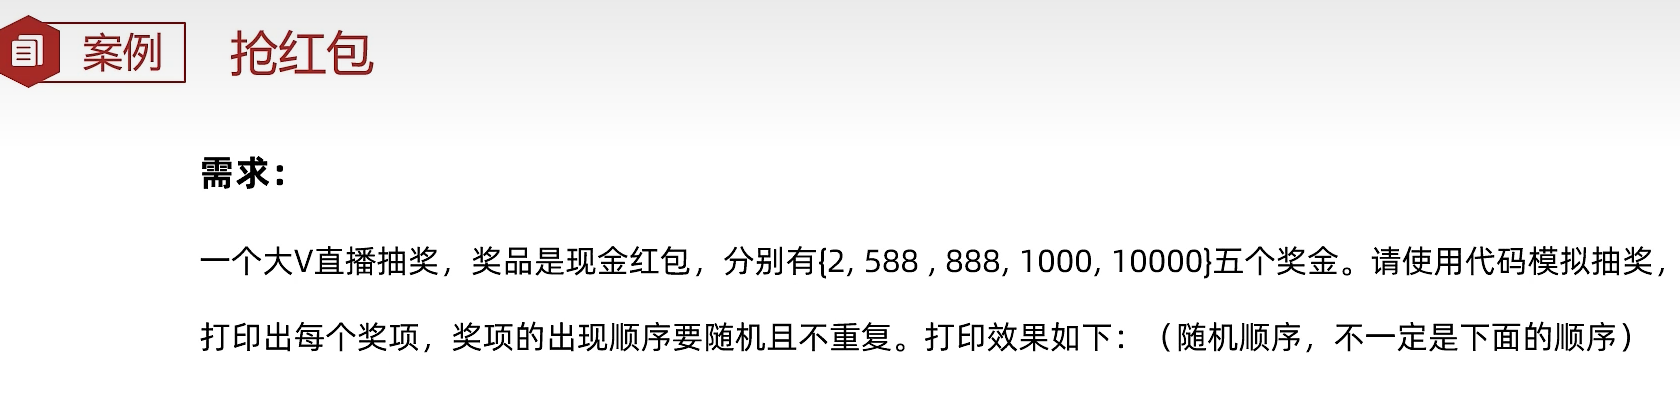 案例 抢红包
需求：
一个大V直播抽奖，奖品是现金红包，分别有{2, 588 , 888, 1000, 10000}五个奖金。请使用代码模拟抽奖，
打印出每个奖项，奖项的出现顺序要随机且不重复。打印效果如下：（随机顺序，不一定是下面的顺序）